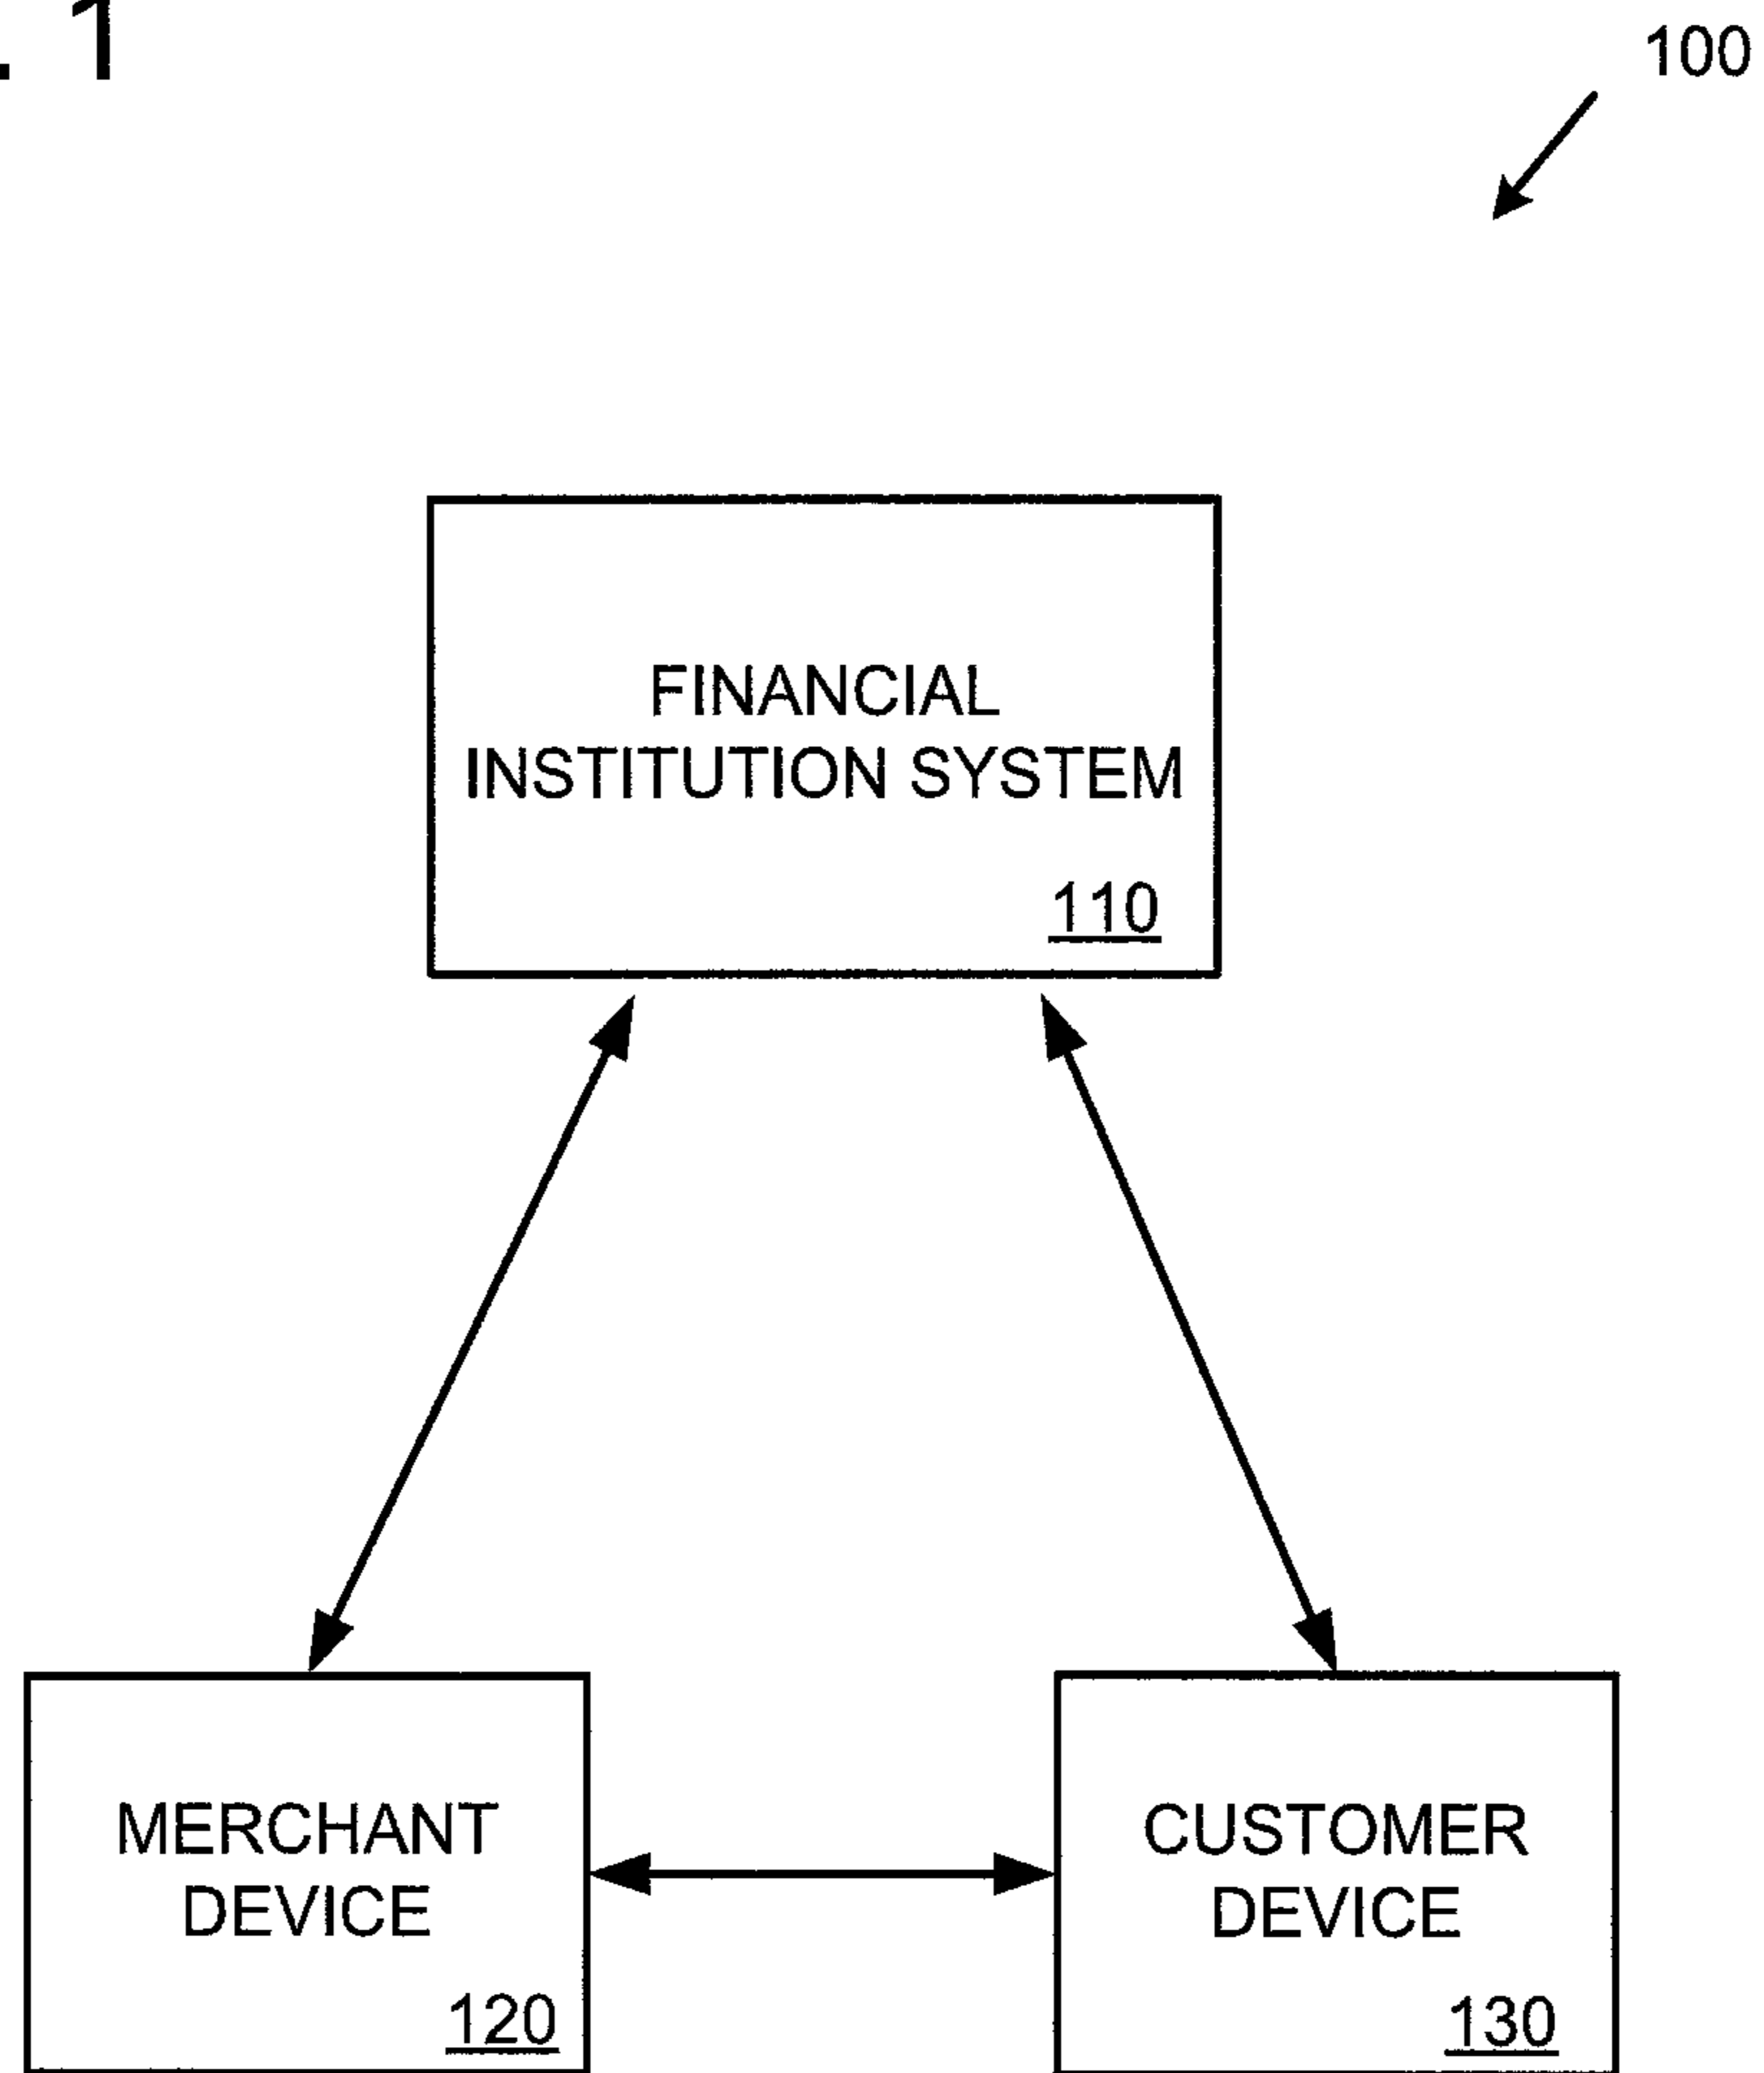 . 1
100
FINANCIAL
INSTITUTION SYSTEM
110
MERCHANT
DEVICE
120
CUSTOMER
DEVICE
130